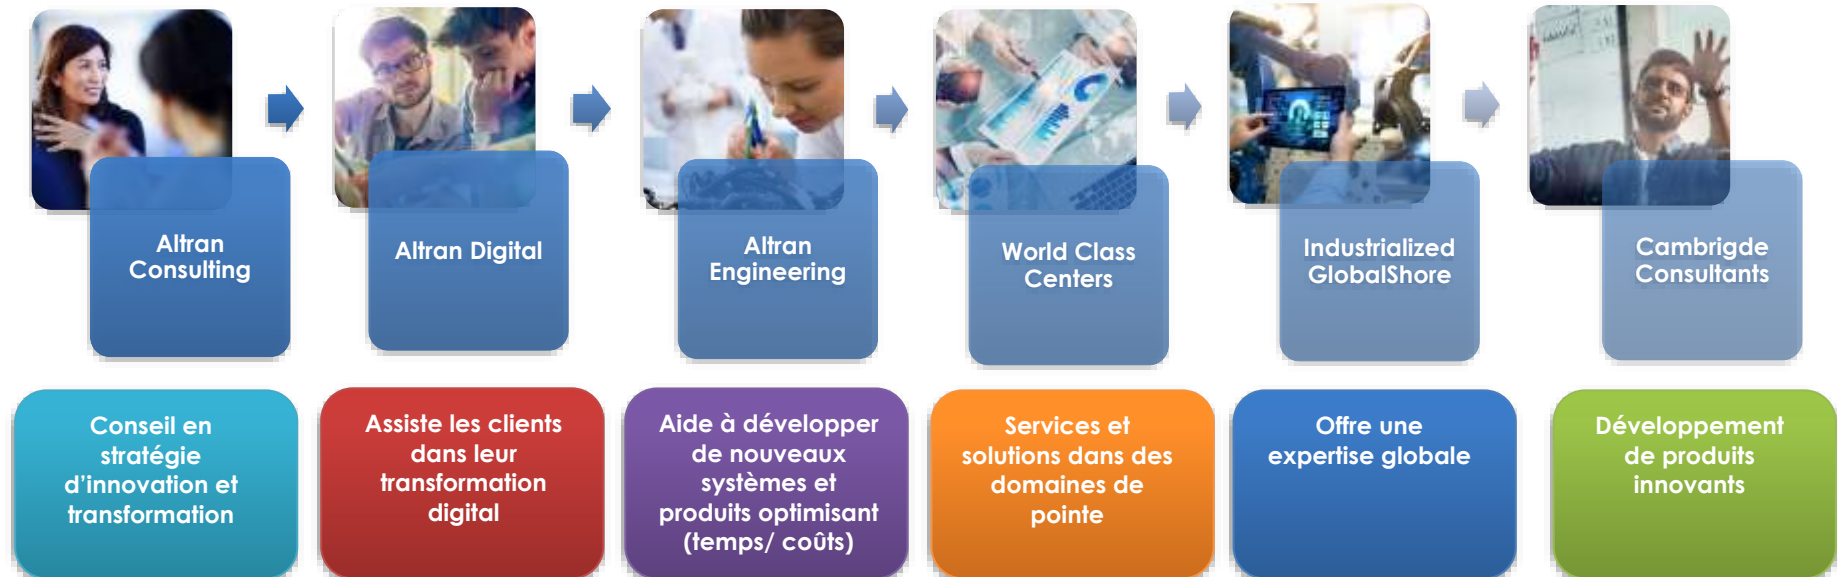 Altran
Consulting
Altran Digital
Altran
Engineering
World Class
Centers
Industrialized
GlobalShore
Cambrigde
Consultants
Conseil en
stratégie
d’innovation et
transformation
Assiste les clients
dans leur
transformation
digital
Aide à développer
de nouveaux
systèmes et
produits optimisant
(temps/ coûts)
Services et
solutions dans des
domaines de
pointe
Offre une
expertise globale
Développement
de produits
innovants